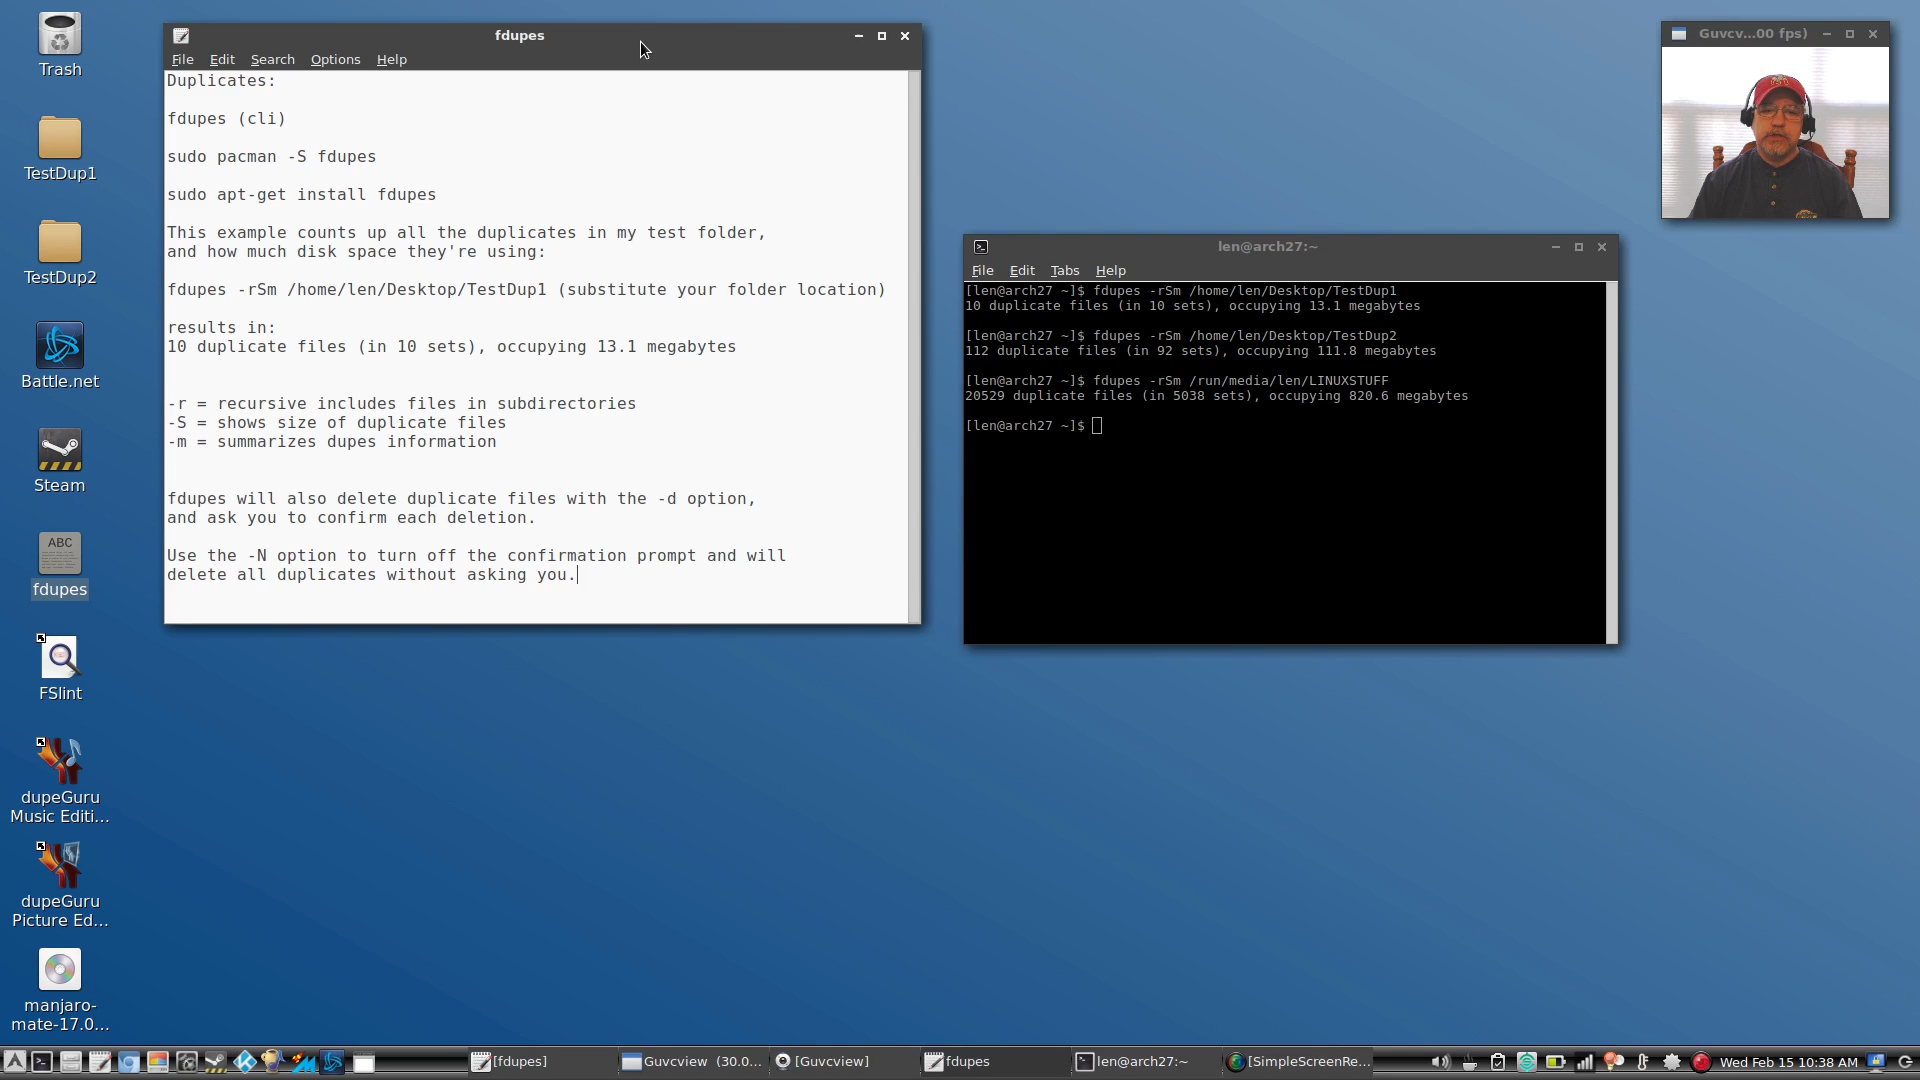 Trash
TestDup1
TestDup2
Battle.net
Steam
ABC
fdupes
FSlint
dupeGuru
Music Editi...
dupeGuru
Picture Ed...
manjaro-
mate-17.0...
fdupes
File Edit Search Options Help
Duplicates:
fdupes (cli)
sudo pacman -S fdupes
sudo apt-get install fdupes
This example counts up all the duplicates in my test folder,
and how much disk space they're using:
fdupes -rSm /home/len/Desktop/TestDup1 (substitute your folder location)
results in:
10 duplicate files (in 10 sets), occupying 13.1 megabytes
-r = recursive includes files in subdirectories
-S = shows size of duplicate files
-m = summarizes dupes information
fdupes will also delete duplicate files with the -d option,
and ask you to confirm each deletion.
Use the -N option to turn off the confirmation prompt and will
delete all duplicates without asking you.
Guvcv...00 fps)
len@arch27:~
File Edit Tabs Help
[len@arch27 ~]$ fdupes -rSm /home/len/Desktop/TestDup1
10 duplicate files (in 10 sets), occupying 13.1 megabytes
[len@arch27 ~]$ fdupes -rSm /home/len/Desktop/TestDup2
112 duplicate files (in 92 sets), occupying 111.8 megabytes
[len@arch27 ~]$ fdupes -rSm /run/media/len/LINUXSTUFF
20529 duplicate files (in 5038 sets), occupying 820.6 megabytes
[len@arch27 ~]$
[fdupes] Guvcview (30.0... [Guvcview] fdupes len@arch27:~ [SimpleScreenRe... Wed Feb 15 10:38 AM